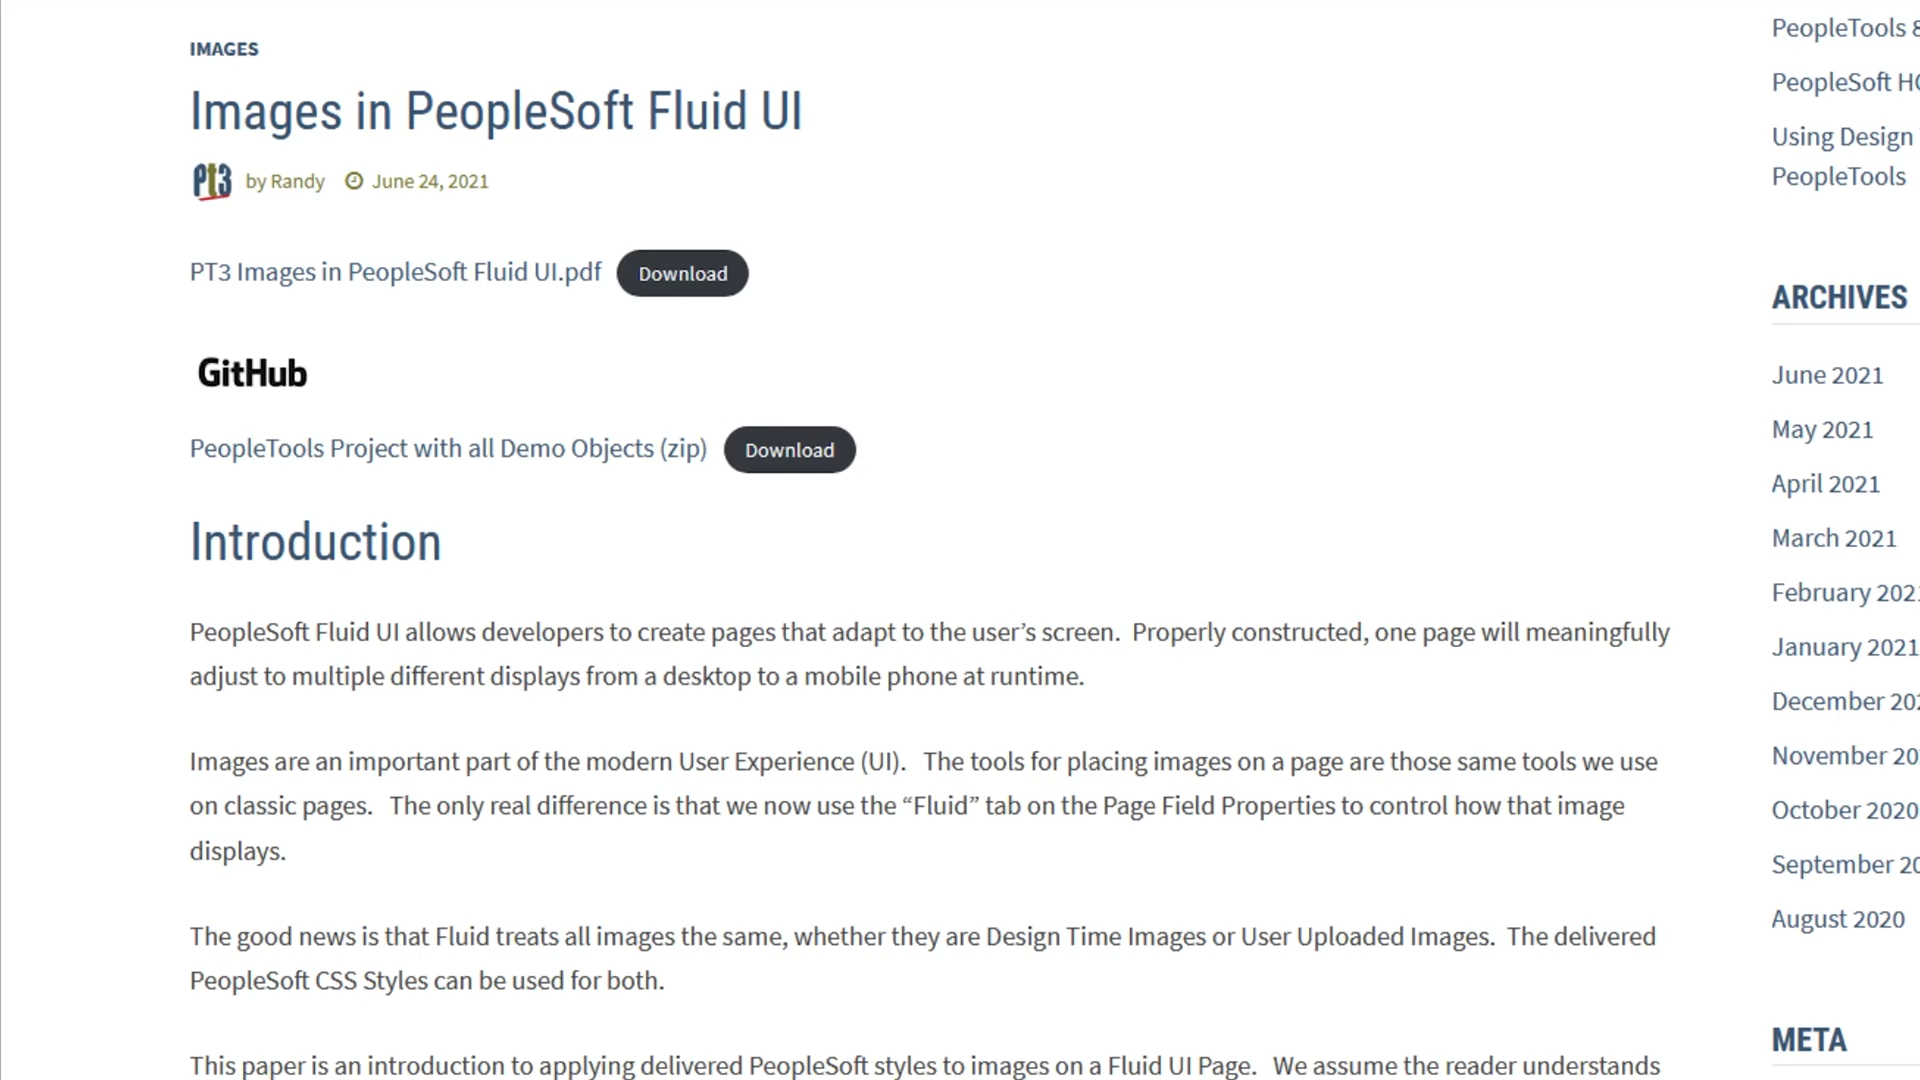 IMAGES
Images in PeopleSoft Fluid UI
Pt3 by Randy June 24, 2021
PT3 Images in PeopleSoft Fluid UI.pdf Download
GitHub
PeopleTools Project with all Demo Objects (zip) Download
Introduction
PeopleSoft Fluid UI allows developers to create pages that adapt to the user’s screen. Properly constructed, one page will meaningfully
adjust to multiple different displays from a desktop to a mobile phone at runtime.
Images are an important part of the modern User Experience (UI). The tools for placing images on a page are those same tools we use
on classic pages. The only real difference is that we now use the “Fluid” tab on the Page Field Properties to control how that image
displays.
The good news is that Fluid treats all images the same, whether they are Design Time Images or User Uploaded Images. The delivered
PeopleSoft CSS Styles can be used for both.
This paper is an introduction to applying delivered PeopleSoft styles to images on a Fluid UI Page. We assume the reader understands
PeopleTools
PeopleSoft
Using Design
PeopleTools
ARCHIVES
June 2021
May 2021
April 2021
March 2021
February
January 2021
December
November
October 2020
September
August 2020
META